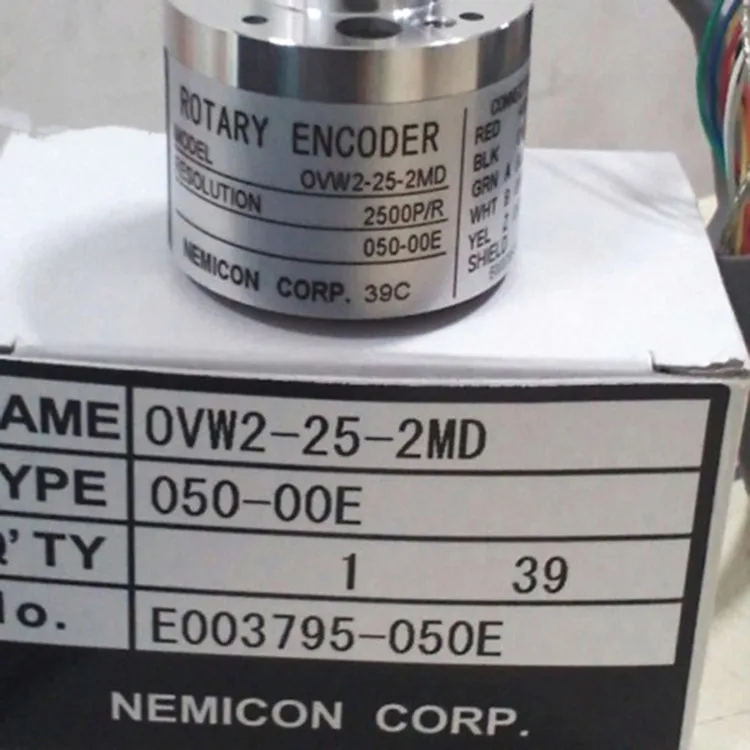 ROTARY ENCODER
MODEL OVW2-25-2MD
RESOLUTION 2500P/R
050-00E
NEMICON CORP. 39C
RED
BLK
GRN A
WHT B
YEL Z
SHIELD
AME OVW2-25-2MD
YPE 050-00E
Q'TY 1 39
No. E003795-050E
NEMICON CORP.